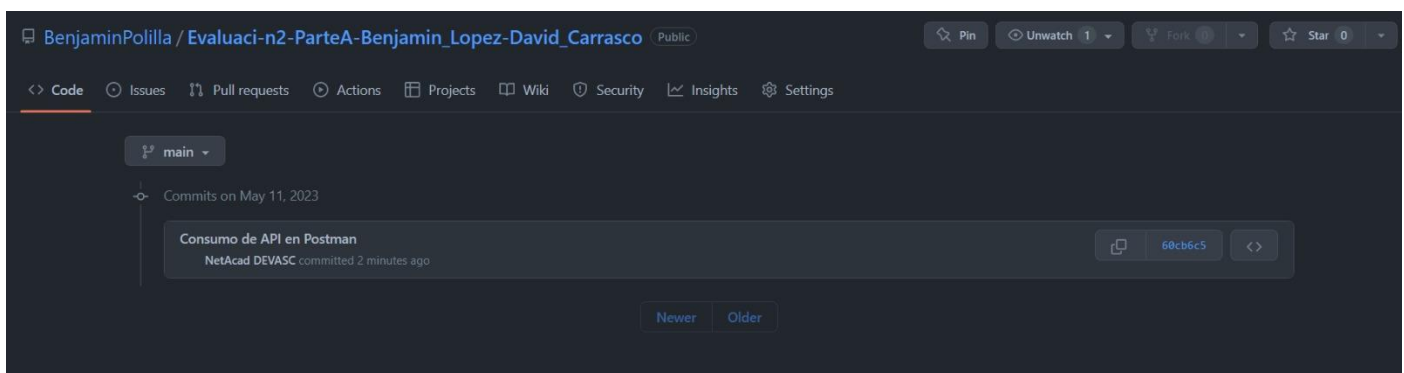 BenjaminPolilla / Evaluaci-n2-ParteA-Benjamin_Lopez-David_Carrasco Public Pin Unwatch 1 Fork 0 Star 0
<> Code Issues Pull requests Actions Projects Wiki Security Insights Settings
main
Commits on May 11, 2023
Consumo de API en Postman
NetAcad DEVASC committed 2 minutes ago 60cb6c5 <>
Newer Older